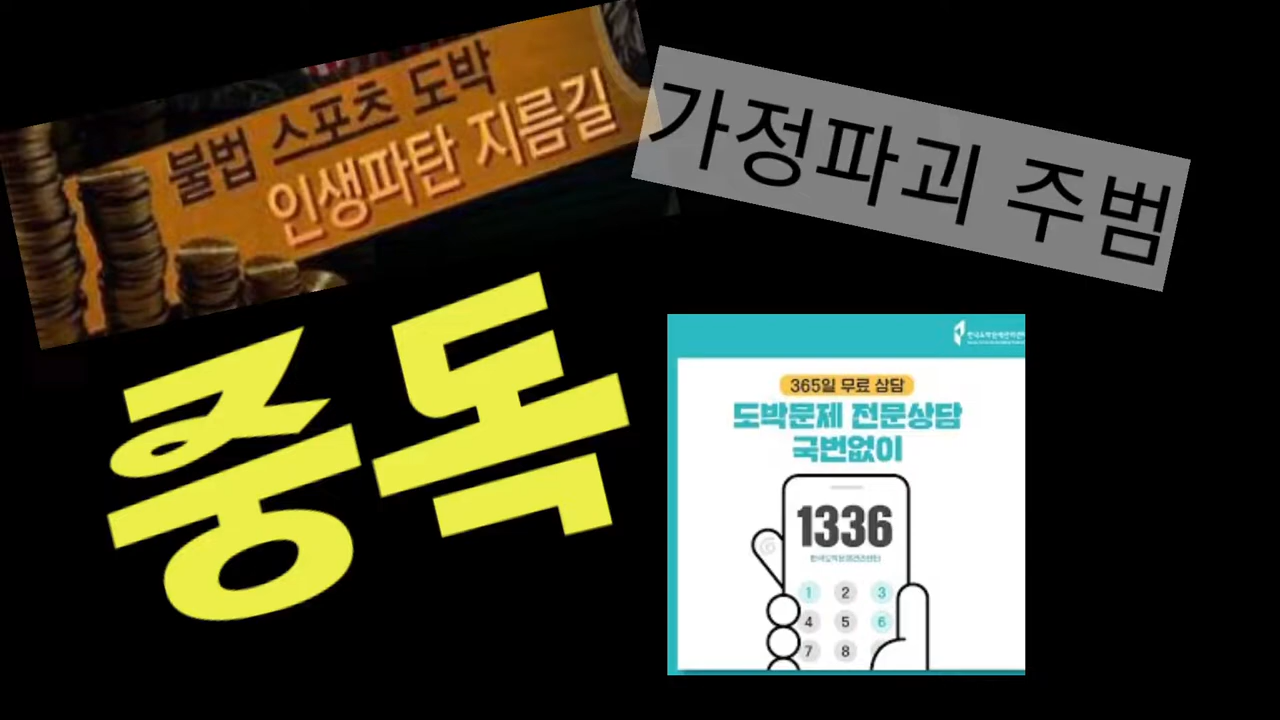 불법 스포츠 도박
인생파탄 지름길
가정파괴 주범
중독
365일 무료 상담
도박문제 전문상담
국번없이
1336
1 2 3
4 5 6
7 8